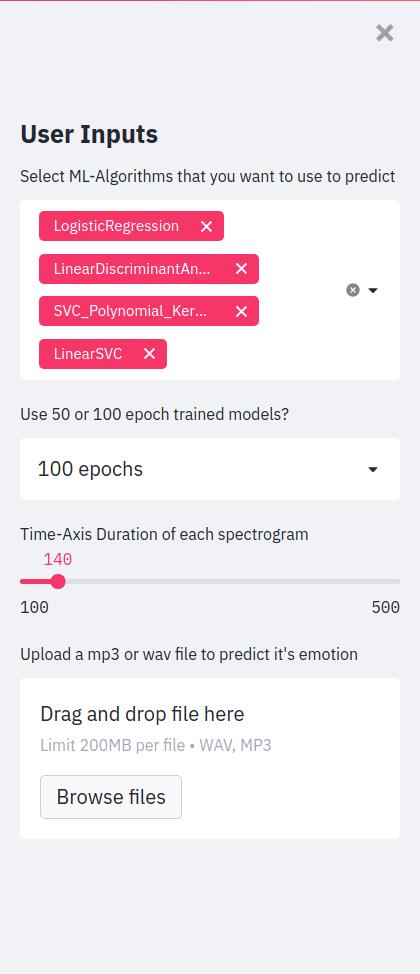 User Inputs
Select ML-Algorithms that you want to use to predict
LogisticRegression
LinearDiscriminantAn...
SVC_Polynomial_Ker...
LinearSVC
Use 50 or 100 epoch trained models?
100 epochs
Time-Axis Duration of each spectrogram
140
100 500
Upload a mp3 or wav file to predict it's emotion
Drag and drop file here
Limit 200MB per file • WAV, MP3
Browse files